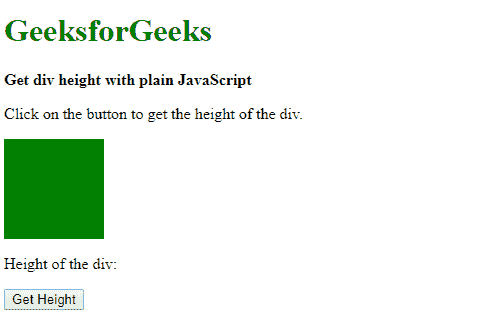 GeeksforGeeks
Get div height with plain JavaScript
Click on the button to get the height of the div.
Height of the div:
Get Height